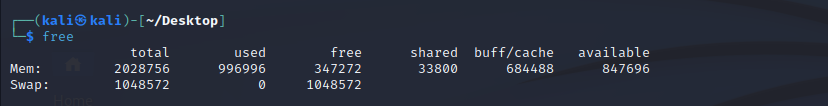 (kali㉿kali)-[~/Desktop]
$ free
total used free shared buff/cache available
Mem: 2028756 996996 347272 33800 684488 847696
Swap: 1048572 0 1048572
Home